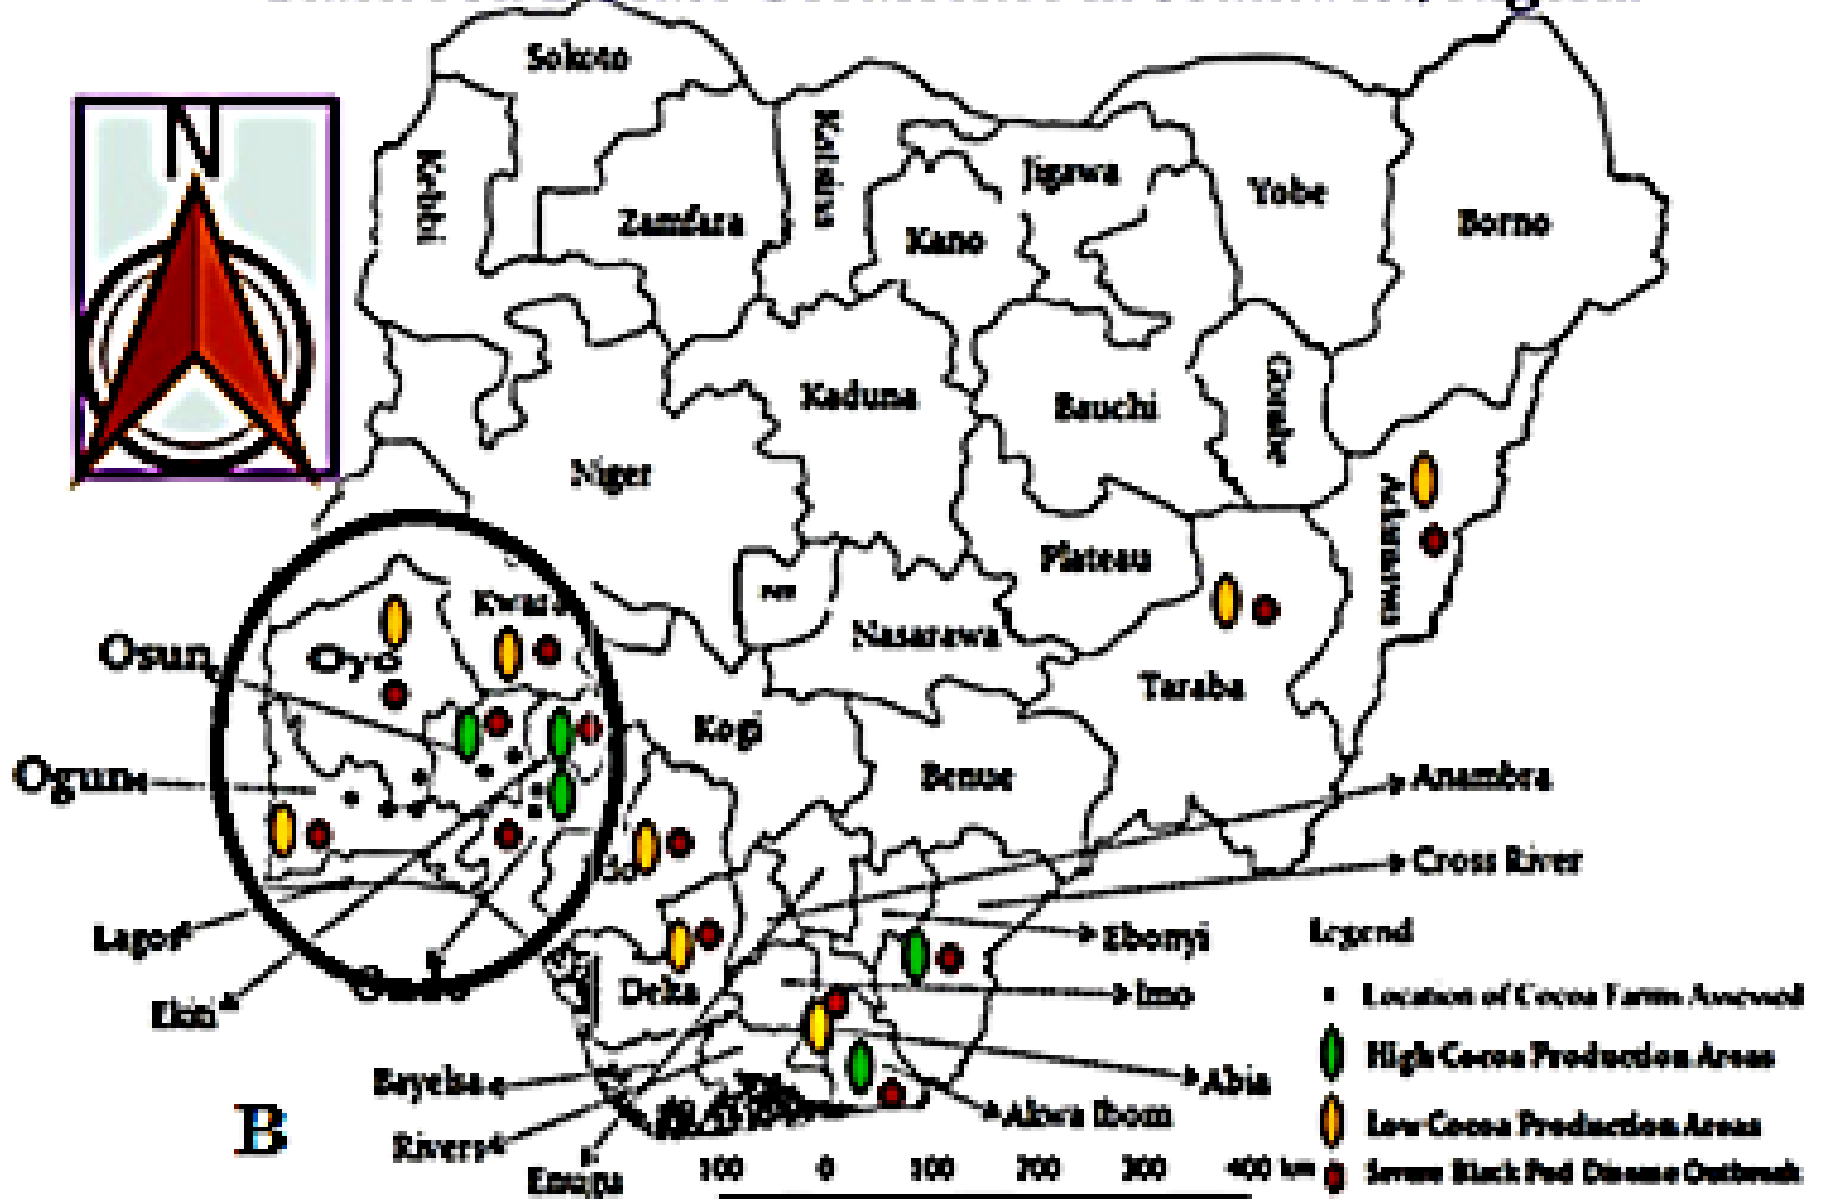 N
Sokoto
Kebbi
Zamfara
Katsina
Kano
Jigawa
Yobe
Borno
Kaduna
Bauchi
Gombe
Niger
Adamawa
Plateau
Kwara
Nasarawa
Osun
Oyo
Taraba
Kogi
Ogun
Benue
Anambra
Cross River
Ebonyi
Legend
Lagos
Delta
Imo
Location of Cocoa Farms Assessed
Ekiti
High Cocoa Production Areas
Bayelsa
Abia
Akwa Ibom
Low Cocoa Production Areas
B
Rivers
100 0 100 200 300 400 km
Severe Black Pod Disease Outbreak